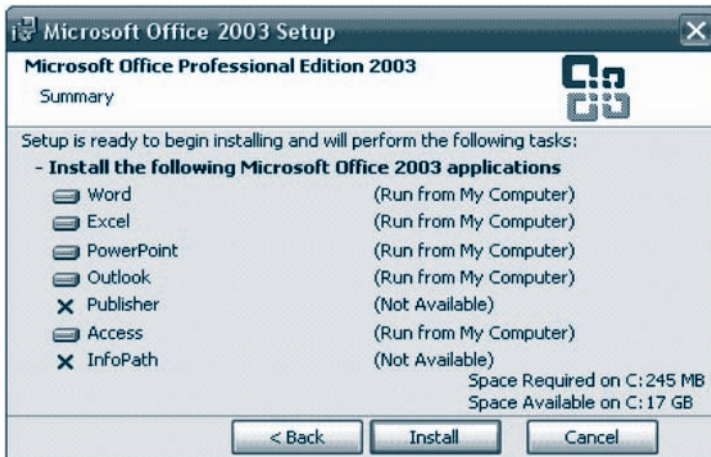 Microsoft Office 2003 Setup
Microsoft Office Professional Edition 2003
Summary
Setup is ready to begin installing and will perform the following tasks:
- Install the following Microsoft Office 2003 applications
Word (Run from My Computer)
Excel (Run from My Computer)
PowerPoint (Run from My Computer)
Outlook (Run from My Computer)
Publisher (Not Available)
Access (Run from My Computer)
InfoPath (Not Available)
Space Required on C: 245 MB
Space Available on C: 17 GB
< Back Install Cancel